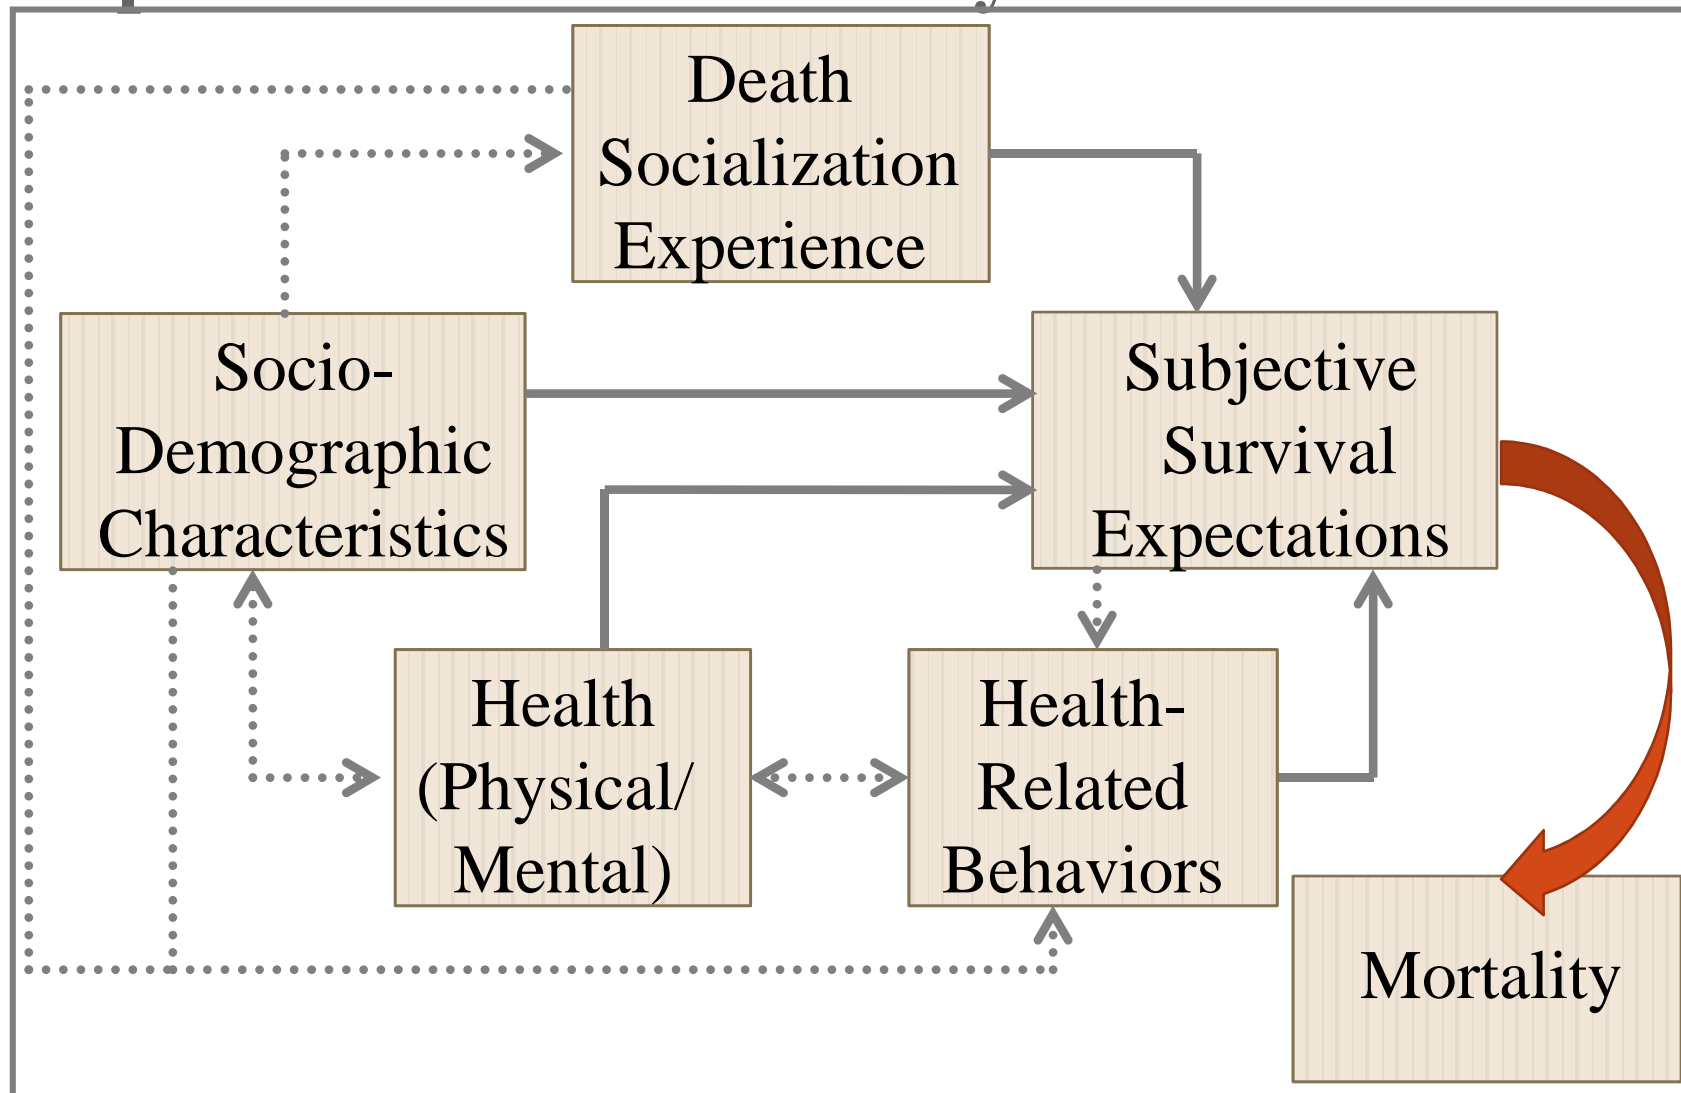 Death
Socialization
Experience
Socio-
Demographic
Characteristics
Subjective
Survival
Expectations
Health
(Physical/
Mental)
Health-
Related
Behaviors
Mortality